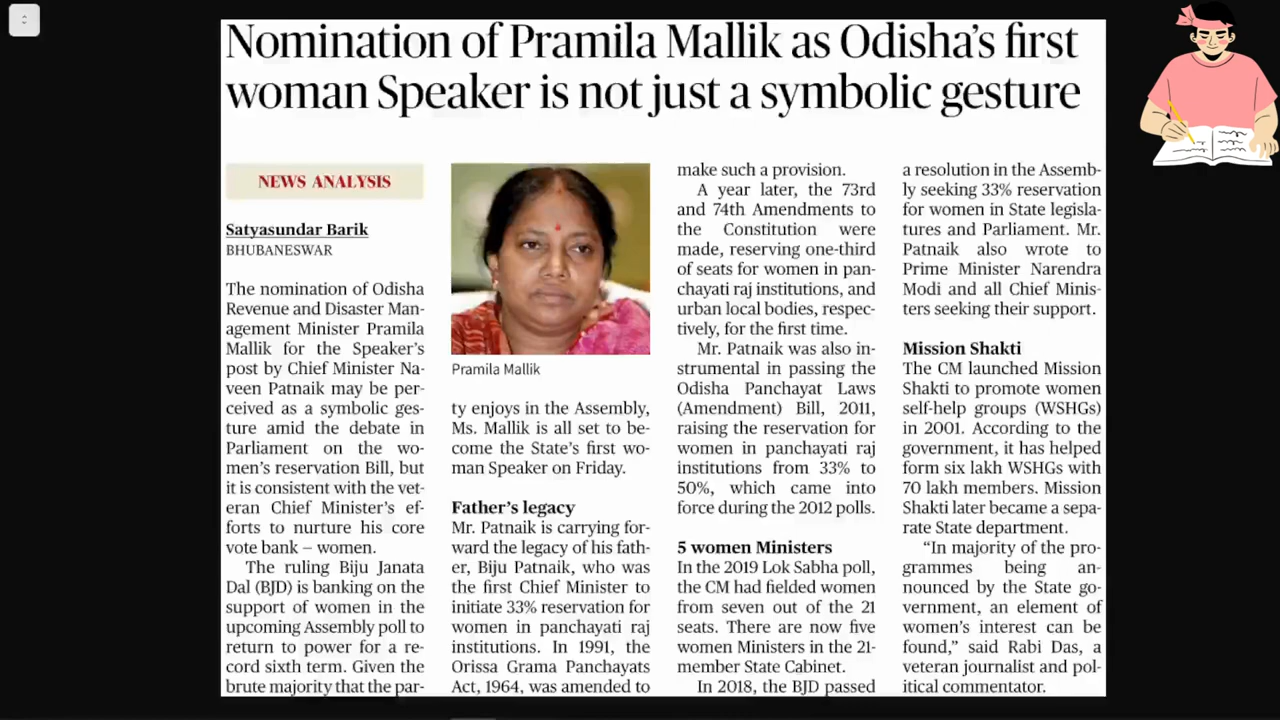 Nomination of Pramila Mallik as Odisha's first
woman Speaker is not just a symbolic gesture
NEWS ANALYSIS
Satyasundar Barik
BHUBANESWAR
The nomination of Odisha
Revenue and Disaster Man-
agement Minister Pramila
Mallik for the Speaker's
post by Chief Minister Na-
veen Patnaik may be per-
ceived as a symbolic ges-
ture amid the debate in
Parliament on the wo-
men's reservation Bill, but
it is consistent with the vet-
eran Chief Minister's ef-
forts to nurture his core
vote bank – women.
The ruling Biju Janata
Dal (BJD) is banking on the
support of women in the
upcoming Assembly poll to
return to power for a re-
cord sixth term. Given the
brute majority that the par-
Pramila Mallik
ty enjoys in the Assembly,
Ms. Mallik is all set to be-
come the State's first wo-
man Speaker on Friday.
Father's legacy
Mr. Patnaik is carrying for-
ward the legacy of his fath-
er, Biju Patnaik, who was
the first Chief Minister to
initiate 33% reservation for
women in panchayati raj
institutions. In 1991, the
Orissa Grama Panchayats
Act, 1964, was amended to
make such a provision.
A year later, the 73rd
and 74th Amendments to
the Constitution were
made, reserving one-third
of seats for women in pan-
chayati raj institutions, and
urban local bodies, respec-
tively, for the first time.
Mr. Patnaik was also in-
strumental in passing the
Odisha Panchayat Laws
(Amendment) Bill, 2011,
raising the reservation for
women in panchayati raj
institutions from 33% to
50%, which came into
force during the 2012 polls.
5 women Ministers
In the 2019 Lok Sabha poll,
the CM had fielded women
from seven out of the 21
seats. There are now five
women Ministers in the 21-
member State Cabinet.
In 2018, the BJD passed
a resolution in the Assemb-
ly seeking 33% reservation
for women in State legisla-
tures and Parliament. Mr.
Patnaik also wrote to
Prime Minister Narendra
Modi and all Chief Minis-
ters seeking their support.
Mission Shakti
The CM launched Mission
Shakti to promote women
self-help groups (WSHGs)
in 2001. According to the
government, it has helped
form six lakh WSHGs with
70 lakh members. Mission
Shakti later became a sepa-
rate State department.
"In majority of the pro-
grammes being an-
nounced by the State go-
vernment, an element of
women's interest can be
found," said Rabi Das, a
veteran journalist and pol-
itical commentator.